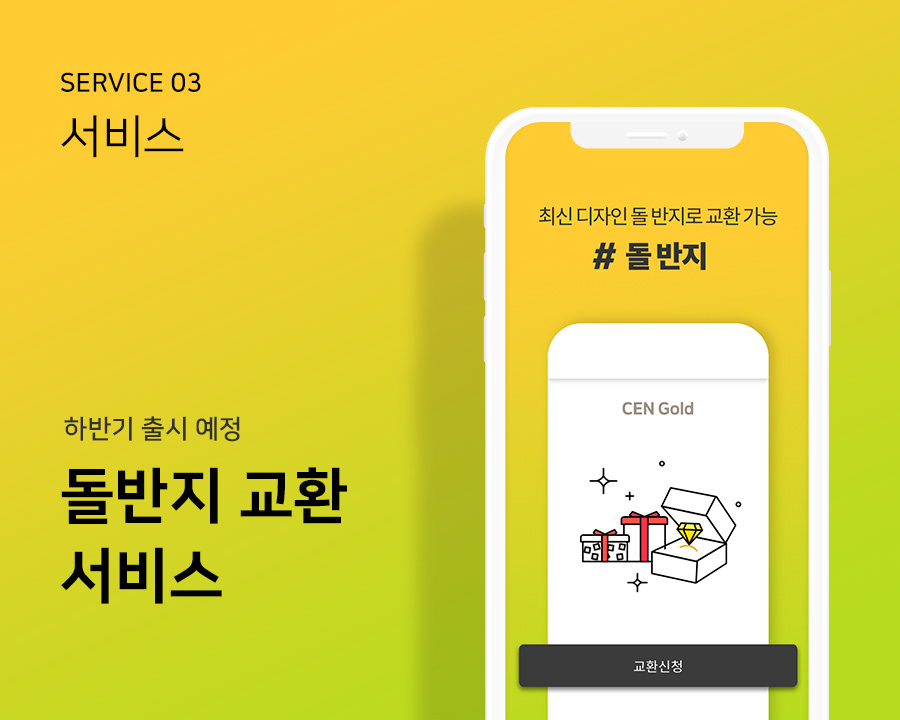 SERVICE 03
서비스
하반기 출시 예정
돌반지 교환
서비스
최신 디자인 돌 반지로 교환 가능
# 돌 반지
CEN Gold
교환신청